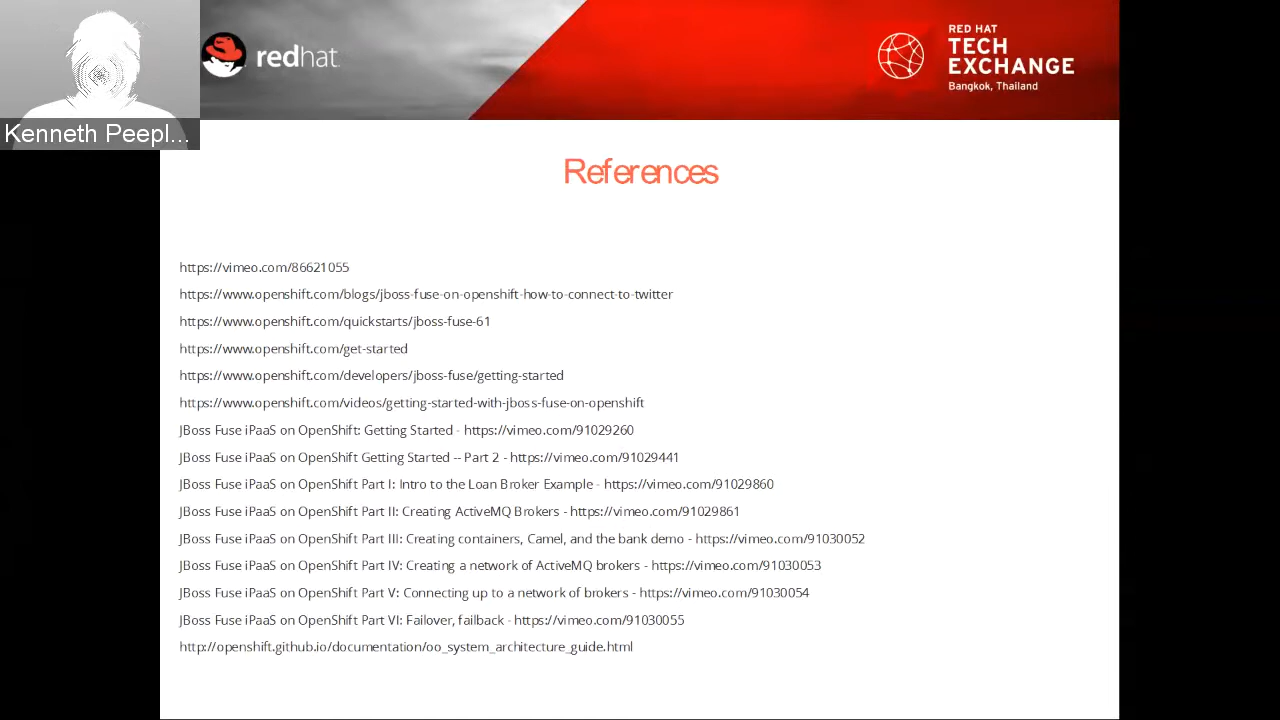 redhat.
RED HAT
TECH
EXCHANGE
Bangkok, Thailand
Kenneth Peepl...
References
https://vimeo.com/86621055
https://www.openshift.com/blogs/jboss-fuse-on-openshift-how-to-connect-to-twitter
https://www.openshift.com/quickstarts/jboss-fuse-61
https://www.openshift.com/get-started
https://www.openshift.com/developers/jboss-fuse/getting-started
https://www.openshift.com/videos/getting-started-with-jboss-fuse-on-openshift
JBoss Fuse iPaaS on OpenShift: Getting Started - https://vimeo.com/91029260
JBoss Fuse iPaaS on OpenShift Getting Started -- Part 2 - https://vimeo.com/91029441
JBoss Fuse iPaaS on OpenShift Part I: Intro to the Loan Broker Example - https://vimeo.com/91029860
JBoss Fuse iPaaS on OpenShift Part II: Creating ActiveMQ Brokers - https://vimeo.com/91029861
JBoss Fuse iPaaS on OpenShift Part III: Creating containers, Camel, and the bank demo - https://vimeo.com/91030052
JBoss Fuse iPaaS on OpenShift Part IV: Creating a network of ActiveMQ brokers - https://vimeo.com/91030053
JBoss Fuse iPaaS on OpenShift Part V: Connecting up to a network of brokers - https://vimeo.com/91030054
JBoss Fuse iPaaS on OpenShift Part VI: Failover, failback - https://vimeo.com/91030055
http://openshift.github.io/documentation/oo_system_architecture_guide.html